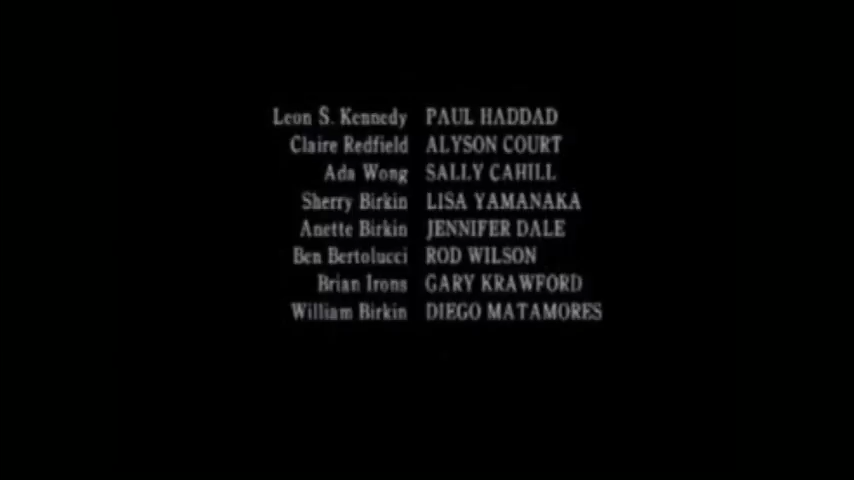 Leon S. Kennedy PAUL HADDAD
Claire Redfield ALYSON COURT
Ada Wong SALLY CAHILL
Sherry Birkin LISA YAMANAKA
Anette Birkin JENNIFER DALE
Ben Bertolucci ROD WILSON
Brian Irons GARY KRAWFORD
William Birkin DIEGO MATAMORES